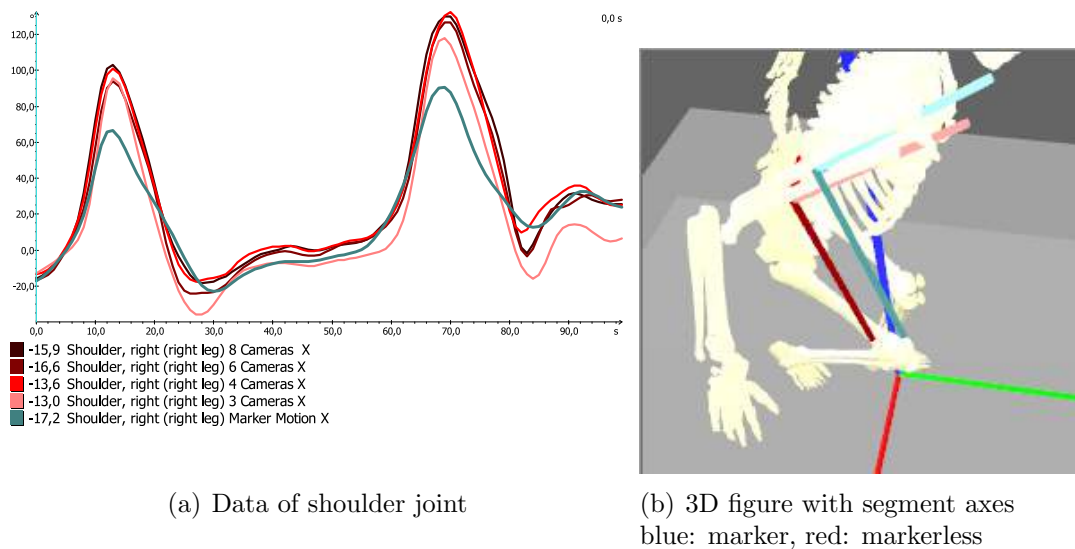 ° 0,0 s
120,0
100,0
80,0
60,0
40,0
20,0
0,0
-20,0
0,0 10,0 20,0 30,0 40,0 50,0 60,0 70,0 80,0 90,0 s
-15,9 Shoulder, right (right leg) 8 Cameras X
-16,6 Shoulder, right (right leg) 6 Cameras X
-13,6 Shoulder, right (right leg) 4 Cameras X
-13,0 Shoulder, right (right leg) 3 Cameras X
-17,2 Shoulder, right (right leg) Marker Motion X
(a) Data of shoulder joint
(b) 3D figure with segment axes
blue: marker, red: markerless